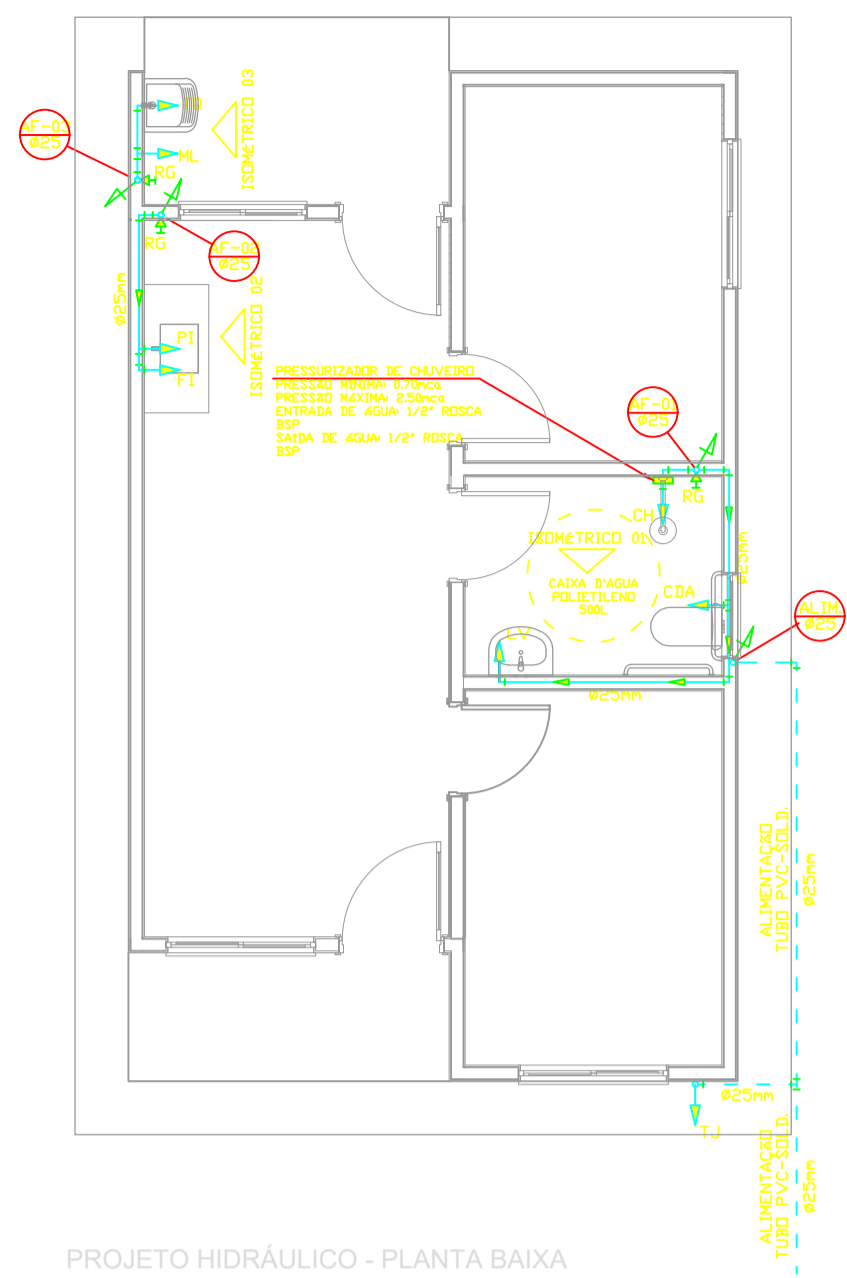 ISOMÉTRICO 03
AF-03
Ø25
ML
RG
RG
AF-02
Ø25
Ø25mm
ISOMÉTRICO 02
PI
FI
PRESSURIZADOR DE CHUVEIRO
PRESSÃO MÍNIMA: 0.70mca
PRESSÃO MÁXIMA: 2.50mca
ENTRADA DE ÁGUA: 1/2" ROSCA
BSP
SAÍDA DE ÁGUA: 1/2" ROSCA
BSP
AF-01
Ø25
RG
CH
ISOMÉTRICO 01
Ø25mm
CAIXA D'AGUA
POLIETILENO
500L
CDA
ALIM.
Ø25
LV
Ø25mm
ALIMENTAÇÃO
TUBO PVC-SOLD.
Ø25mm
Ø25mm
TJ
ALIMENTAÇÃO
TUBO PVC-SOLD.
Ø25mm
PROJETO HIDRÁULICO - PLANTA BAIXA